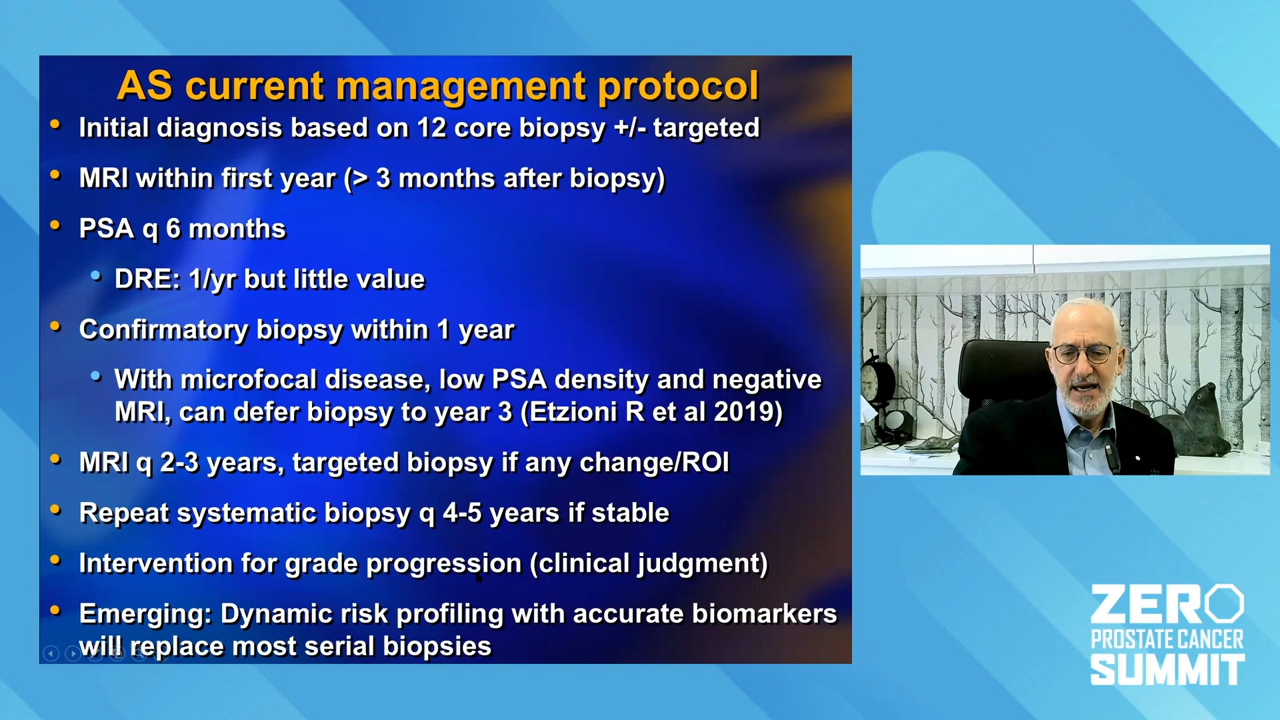 AS current management protocol
• Initial diagnosis based on 12 core biopsy +/- targeted
• MRI within first year (> 3 months after biopsy)
• PSA q 6 months
• DRE: 1/yr but little value
• Confirmatory biopsy within 1 year
• With microfocal disease, low PSA density and negative
MRI, can defer biopsy to year 3 (Etzioni R et al 2019)
• MRI q 2-3 years, targeted biopsy if any change/ROI
• Repeat systematic biopsy q 4-5 years if stable
• Intervention for grade progression (clinical judgment)
• Emerging: Dynamic risk profiling with accurate biomarkers
will replace most serial biopsies
ZERO
PROSTATE CANCER
SUMMIT